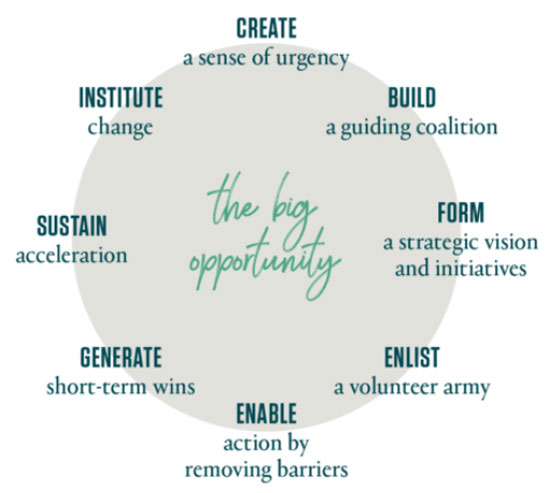 CREATE
a sense of urgency
BUILD
a guiding coalition
FORM
a strategic vision
and initiatives
ENLIST
a volunteer army
ENABLE
action by
removing barriers
GENERATE
short-term wins
SUSTAIN
acceleration
INSTITUTE
change
the big
opportunity